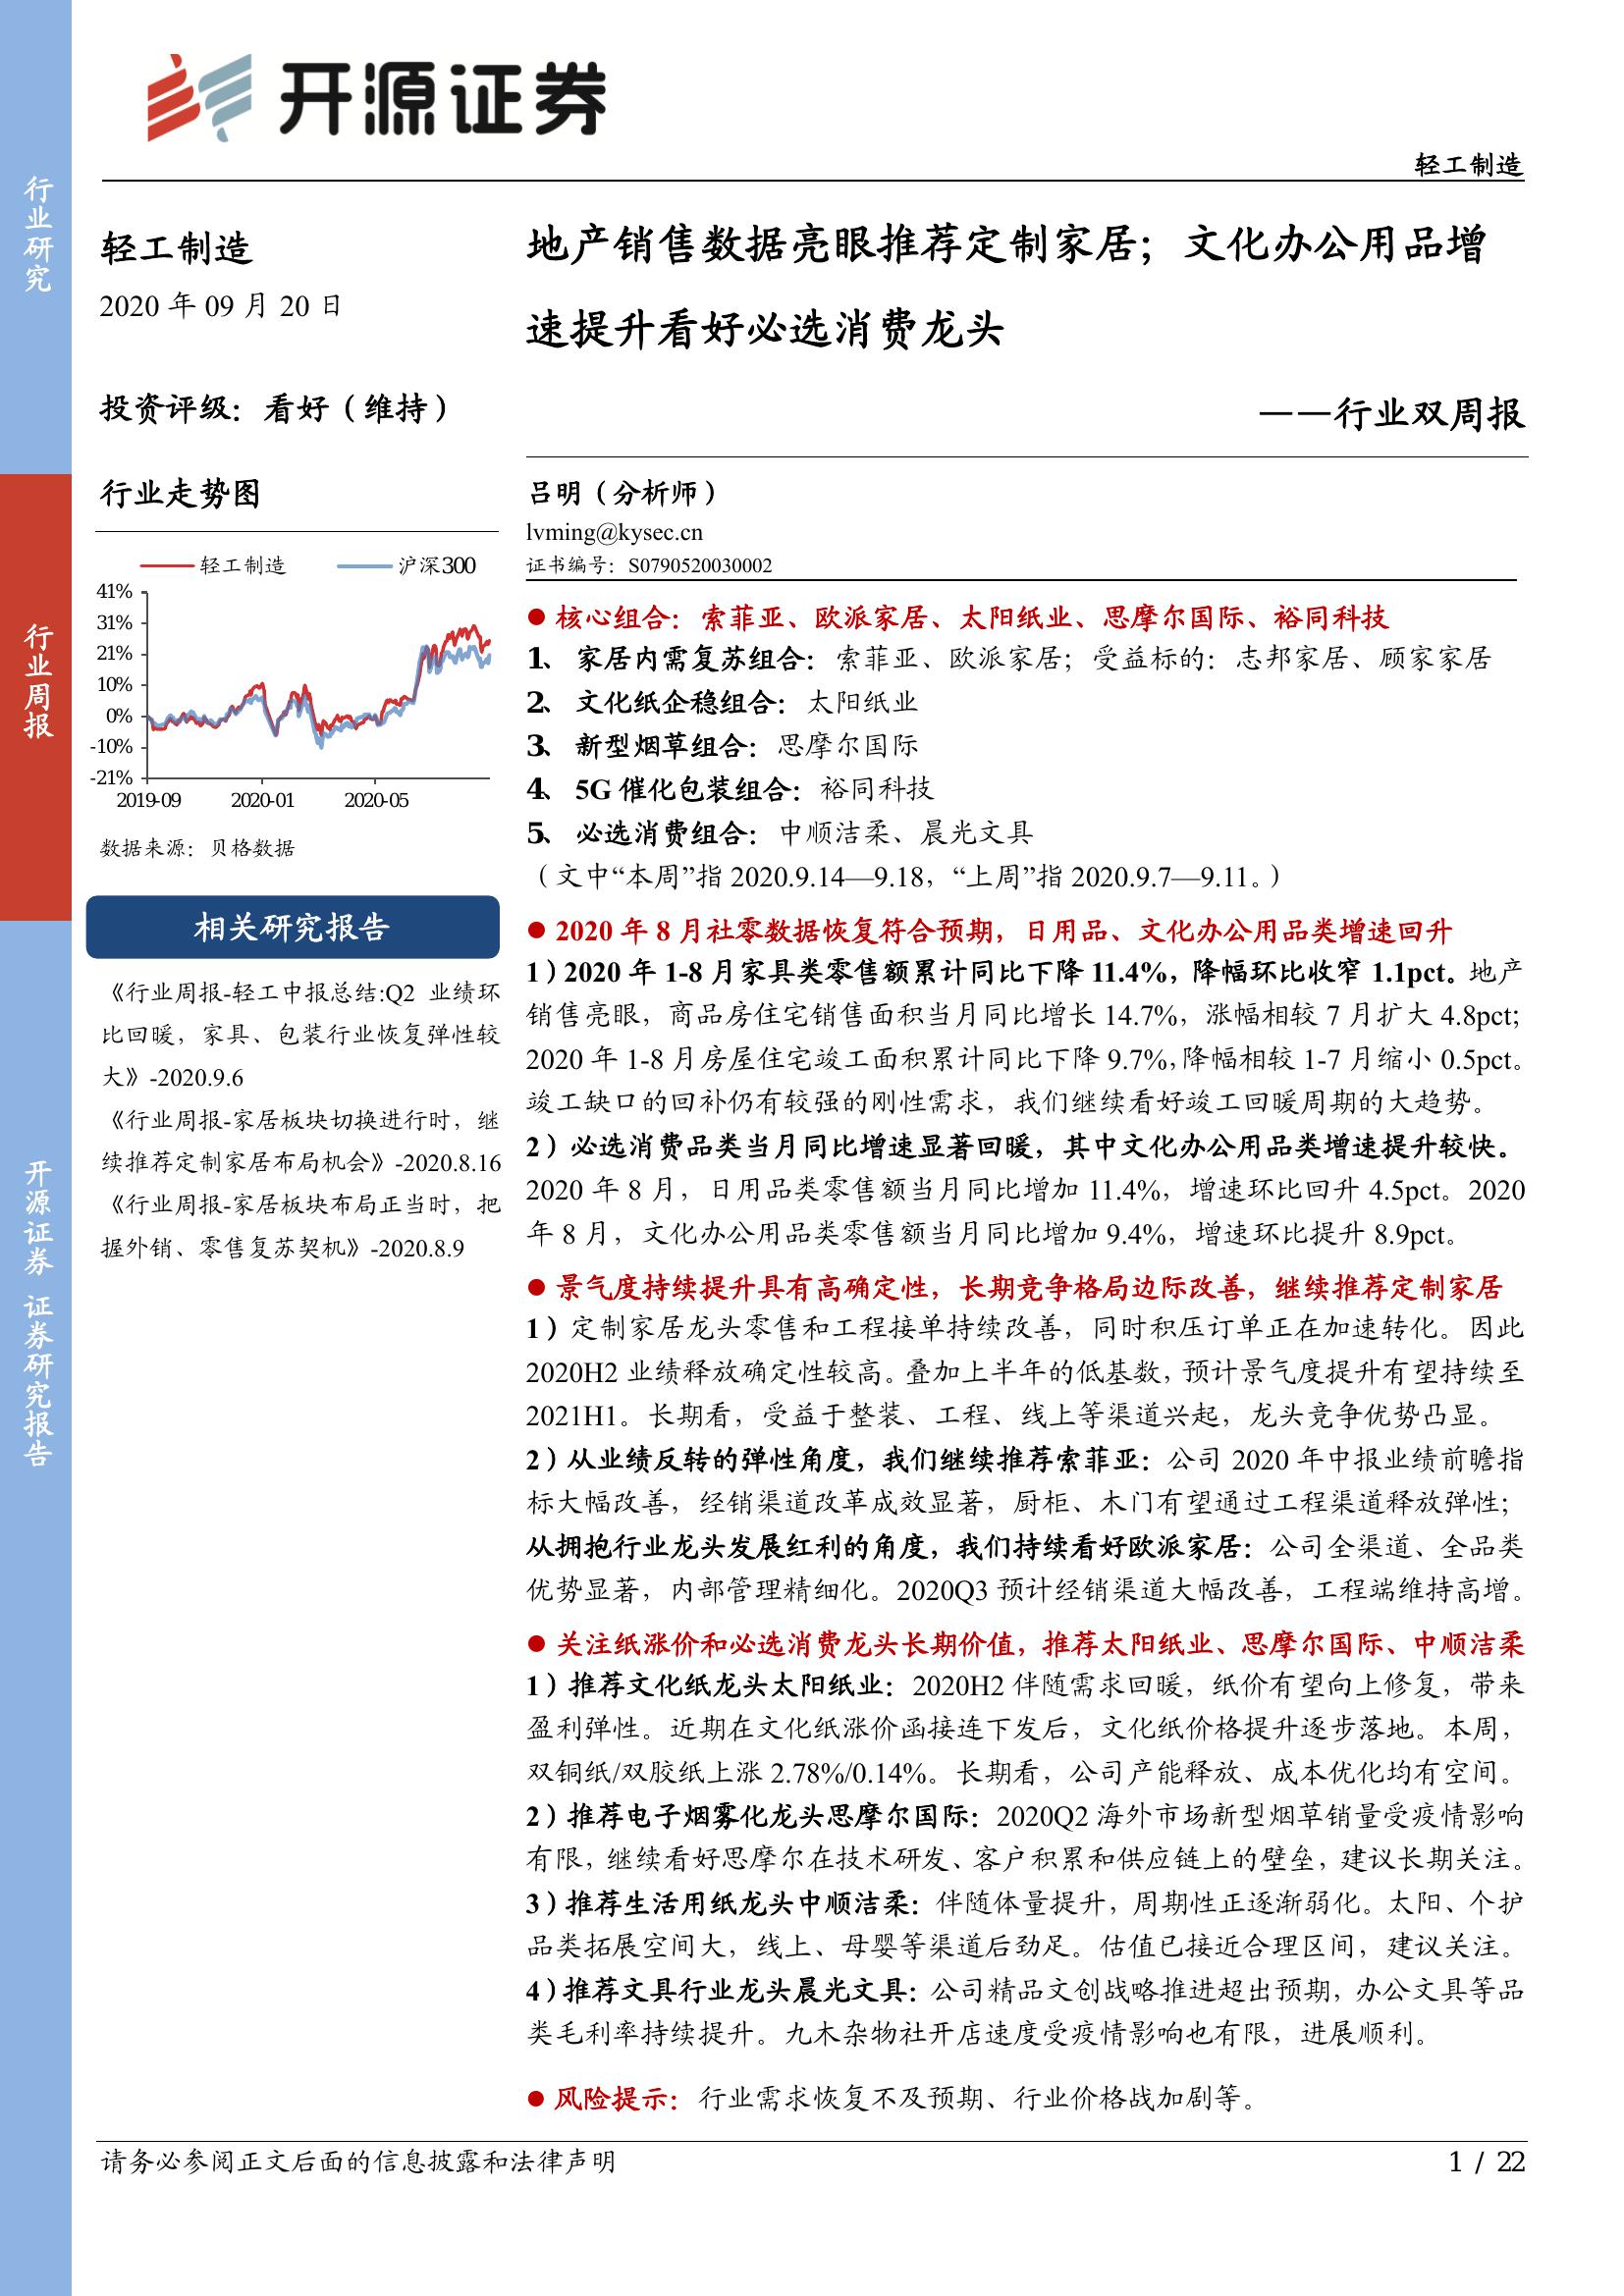 开源证券
轻工制造
行业研究
行业周报
开源证券 证券研究报告
轻工制造
2020 年 09 月 20 日
投资评级：看好（维持）
行业走势图
轻工制造 沪深300
41%
31%
21%
10%
0%
-10%
-21%
2019-09 2020-01 2020-05
数据来源：贝格数据
相关研究报告
《行业周报-轻工中报总结:Q2 业绩环
比回暖，家具、包装行业恢复弹性较
大》-2020.9.6
《行业周报-家居板块切换进行时，继
续推荐定制家居布局机会》-2020.8.16
《行业周报-家居板块布局正当时，把
握外销、零售复苏契机》-2020.8.9
地产销售数据亮眼推荐定制家居；文化办公用品增
速提升看好必选消费龙头
——行业双周报
吕明（分析师）
lvming@kysec.cn
证书编号：S0790520030002
● 核心组合：索菲亚、欧派家居、太阳纸业、思摩尔国际、裕同科技
1、 家居内需复苏组合：索菲亚、欧派家居；受益标的：志邦家居、顾家家居
2、 文化纸企稳组合：太阳纸业
3、 新型烟草组合：思摩尔国际
4、 5G 催化包装组合：裕同科技
5、 必选消费组合：中顺洁柔、晨光文具
（文中“本周”指 2020.9.14—9.18，“上周”指 2020.9.7—9.11。）
● 2020 年 8 月社零数据恢复符合预期，日用品、文化办公用品类增速回升
1）2020 年 1-8 月家具类零售额累计同比下降 11.4%，降幅环比收窄 1.1pct。地产
销售亮眼，商品房住宅销售面积当月同比增长 14.7%，涨幅相较 7 月扩大 4.8pct;
2020 年 1-8 月房屋住宅竣工面积累计同比下降 9.7%,降幅相较 1-7 月缩小 0.5pct。
竣工缺口的回补仍有较强的刚性需求，我们继续看好竣工回暖周期的大趋势。
2）必选消费品类当月同比增速显著回暖，其中文化办公用品类增速提升较快。
2020 年 8 月，日用品类零售额当月同比增加 11.4%，增速环比回升 4.5pct。2020
年 8 月，文化办公用品类零售额当月同比增加 9.4%，增速环比提升 8.9pct。
● 景气度持续提升具有高确定性，长期竞争格局边际改善，继续推荐定制家居
1）定制家居龙头零售和工程接单持续改善，同时积压订单正在加速转化。因此
2020H2 业绩释放确定性较高。叠加上半年的低基数，预计景气度提升有望持续至
2021H1。长期看，受益于整装、工程、线上等渠道兴起，龙头竞争优势凸显。
2）从业绩反转的弹性角度，我们继续推荐索菲亚：公司 2020 年中报业绩前瞻指
标大幅改善，经销渠道改革成效显著，厨柜、木门有望通过工程渠道释放弹性；
从拥抱行业龙头发展红利的角度，我们持续看好欧派家居：公司全渠道、全品类
优势显著，内部管理精细化。2020Q3 预计经销渠道大幅改善，工程端维持高增。
● 关注纸涨价和必选消费龙头长期价值，推荐太阳纸业、思摩尔国际、中顺洁柔
1）推荐文化纸龙头太阳纸业：2020H2 伴随需求回暖，纸价有望向上修复，带来
盈利弹性。近期在文化纸涨价函接连下发后，文化纸价格提升逐步落地。本周，
双铜纸/双胶纸上涨 2.78%/0.14%。长期看，公司产能释放、成本优化均有空间。
2）推荐电子烟雾化龙头思摩尔国际：2020Q2 海外市场新型烟草销量受疫情影响
有限，继续看好思摩尔在技术研发、客户积累和供应链上的壁垒，建议长期关注。
3）推荐生活用纸龙头中顺洁柔：伴随体量提升，周期性正逐渐弱化。太阳、个护
品类拓展空间大，线上、母婴等渠道后劲足。估值已接近合理区间，建议关注。
4）推荐文具行业龙头晨光文具：公司精品文创战略推进超出预期，办公文具等品
类毛利率持续提升。九木杂物社开店速度受疫情影响也有限，进展顺利。
● 风险提示：行业需求恢复不及预期、行业价格战加剧等。
请务必参阅正文后面的信息披露和法律声明 1 / 22